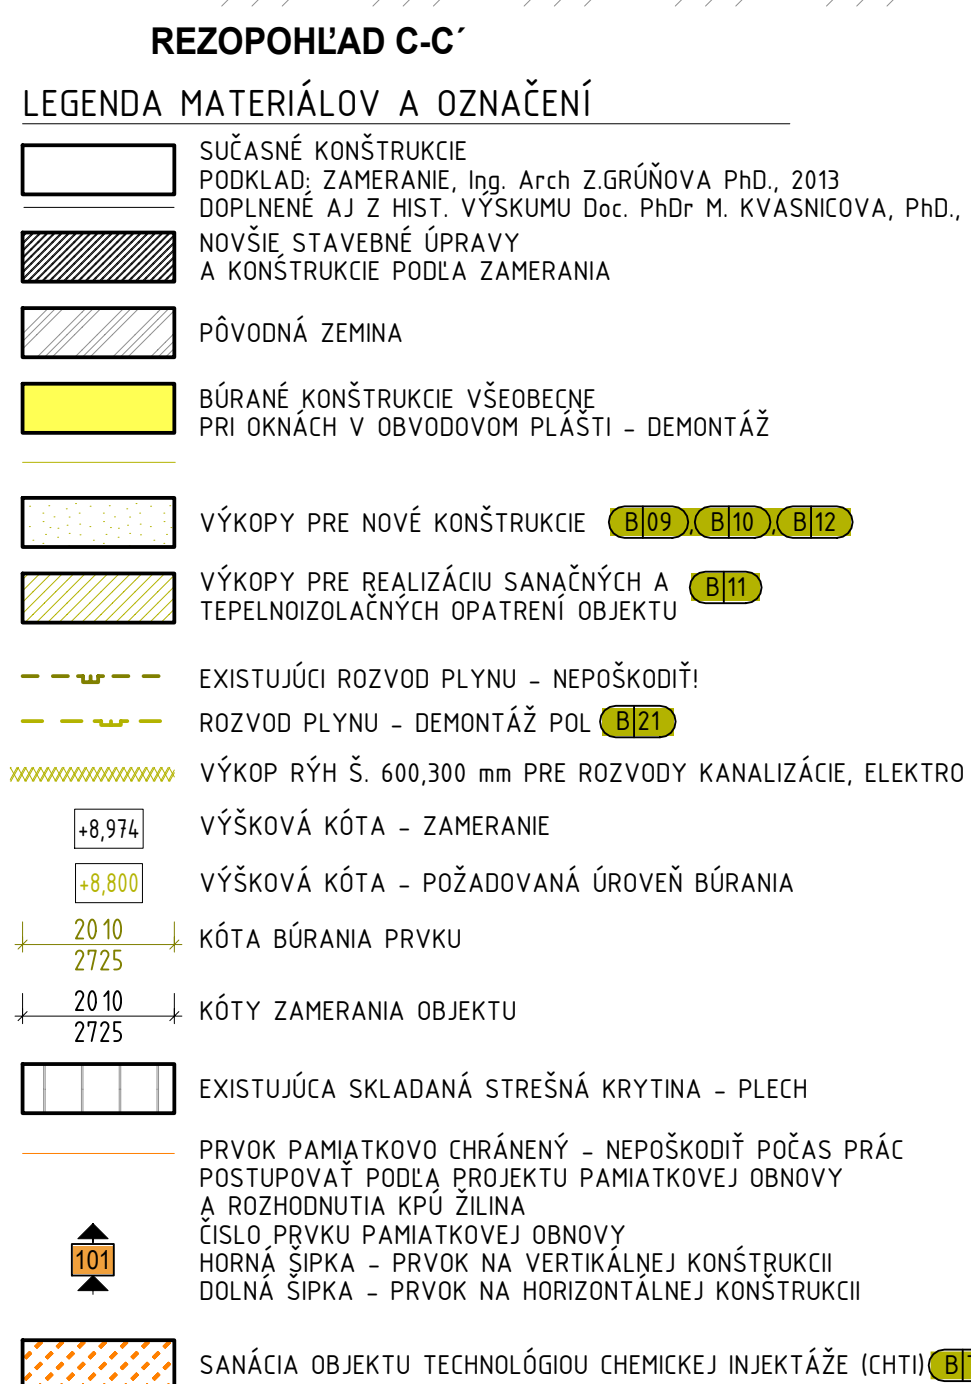 REZOPOHĽAD C-C´
LEGENDA MATERIÁLOV A OZNAČENÍ
SUČASNÉ KONŠTRUKCIE
PODKLAD: ZAMERANIE, Ing. Arch Z.GRÚŇOVA PhD., 2013
DOPLNENÉ AJ Z HIST. VÝSKUMU Doc. PhDr M. KVASNICOVA, PhD.,
NOVŠIE STAVEBNÉ ÚPRAVY
A KONŠTRUKCIE PODĽA ZAMERANIA
PÔVODNÁ ZEMINA
BÚRANÉ KONŠTRUKCIE VŠEOBECNE
PRI OKNÁCH V OBVODOVOM PLÁŠTI - DEMONTÁŽ
VÝKOPY PRE NOVÉ KONŠTRUKCIE B 09, B 10, B 12
VÝKOPY PRE REALIZÁCIU SANAČNÝCH A B 11
TEPELNOIZOLAČNÝCH OPATRENÍ OBJEKTU
EXISTUJÚCI ROZVOD PLYNU - NEPOŠKODIŤ!
ROZVOD PLYNU - DEMONTÁŽ POL B 21
VÝKOP RÝH Š. 600,300 mm PRE ROZVODY KANALIZÁCIE, ELEKTRO
+8,974 VÝŠKOVÁ KÓTA - ZAMERANIE
+8,800 VÝŠKOVÁ KÓTA - POŽADOVANÁ ÚROVEŇ BÚRANIA
2010
KÓTA BÚRANIA PRVKU
2725
2010
KÓTY ZAMERANIA OBJEKTU
2725
EXISTUJÚCA SKLADANÁ STREŠNÁ KRYTINA - PLECH
PRVOK PAMIATKOVO CHRÁNENÝ - NEPOŠKODIŤ POČAS PRÁC
POSTUPOVAŤ PODĽA PROJEKTU PAMIATKOVEJ OBNOVY
A ROZHODNUTIA KPÚ ŽILINA
ČISLO PRVKU PAMIATKOVEJ OBNOVY
101 HORNÁ ŠIPKA - PRVOK NA VERTIKÁLNEJ KONŠTRUKCII
DOLNÁ ŠIPKA - PRVOK NA HORIZONTÁLNEJ KONŠTRUKCII
SANÁCIA OBJEKTU TECHNOLÓGIOU CHEMICKEJ INJEKTÁŽE (CHTI) B